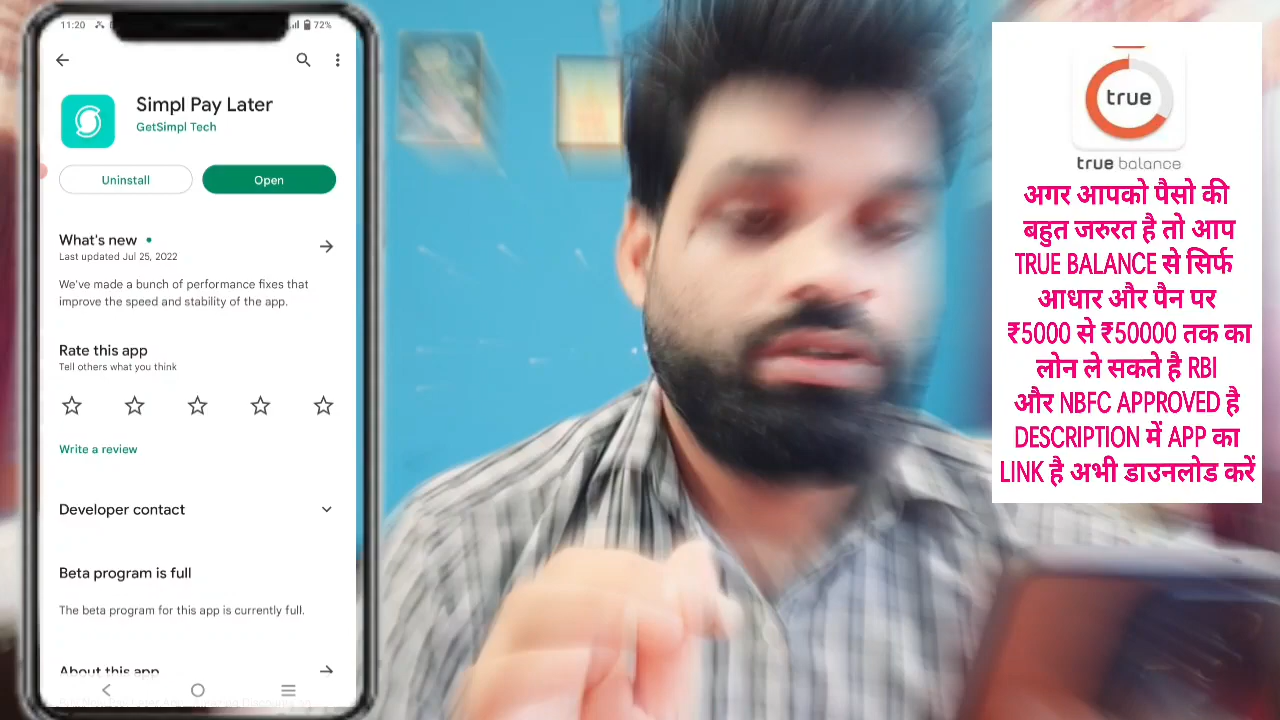 11:20
72%
Simpl Pay Later
GetSimpl Tech
Uninstall
Open
What's new
Last updated Jul 25, 2022
We've made a bunch of performance fixes that
improve the speed and stability of the app.
Rate this app
Tell others what you think
Write a review
Developer contact
Beta program is full
The beta program for this app is currently full.
About this app
true
true balance
अगर आपको पैसो की
बहुत जरुरत है तो आप
TRUE BALANCE से सिर्फ
आधार और पैन पर
₹5000 से ₹50000 तक का
लोन ले सकते है RBI
और NBFC APPROVED है
DESCRIPTION में APP का
LINK है अभी डाउनलोड करें